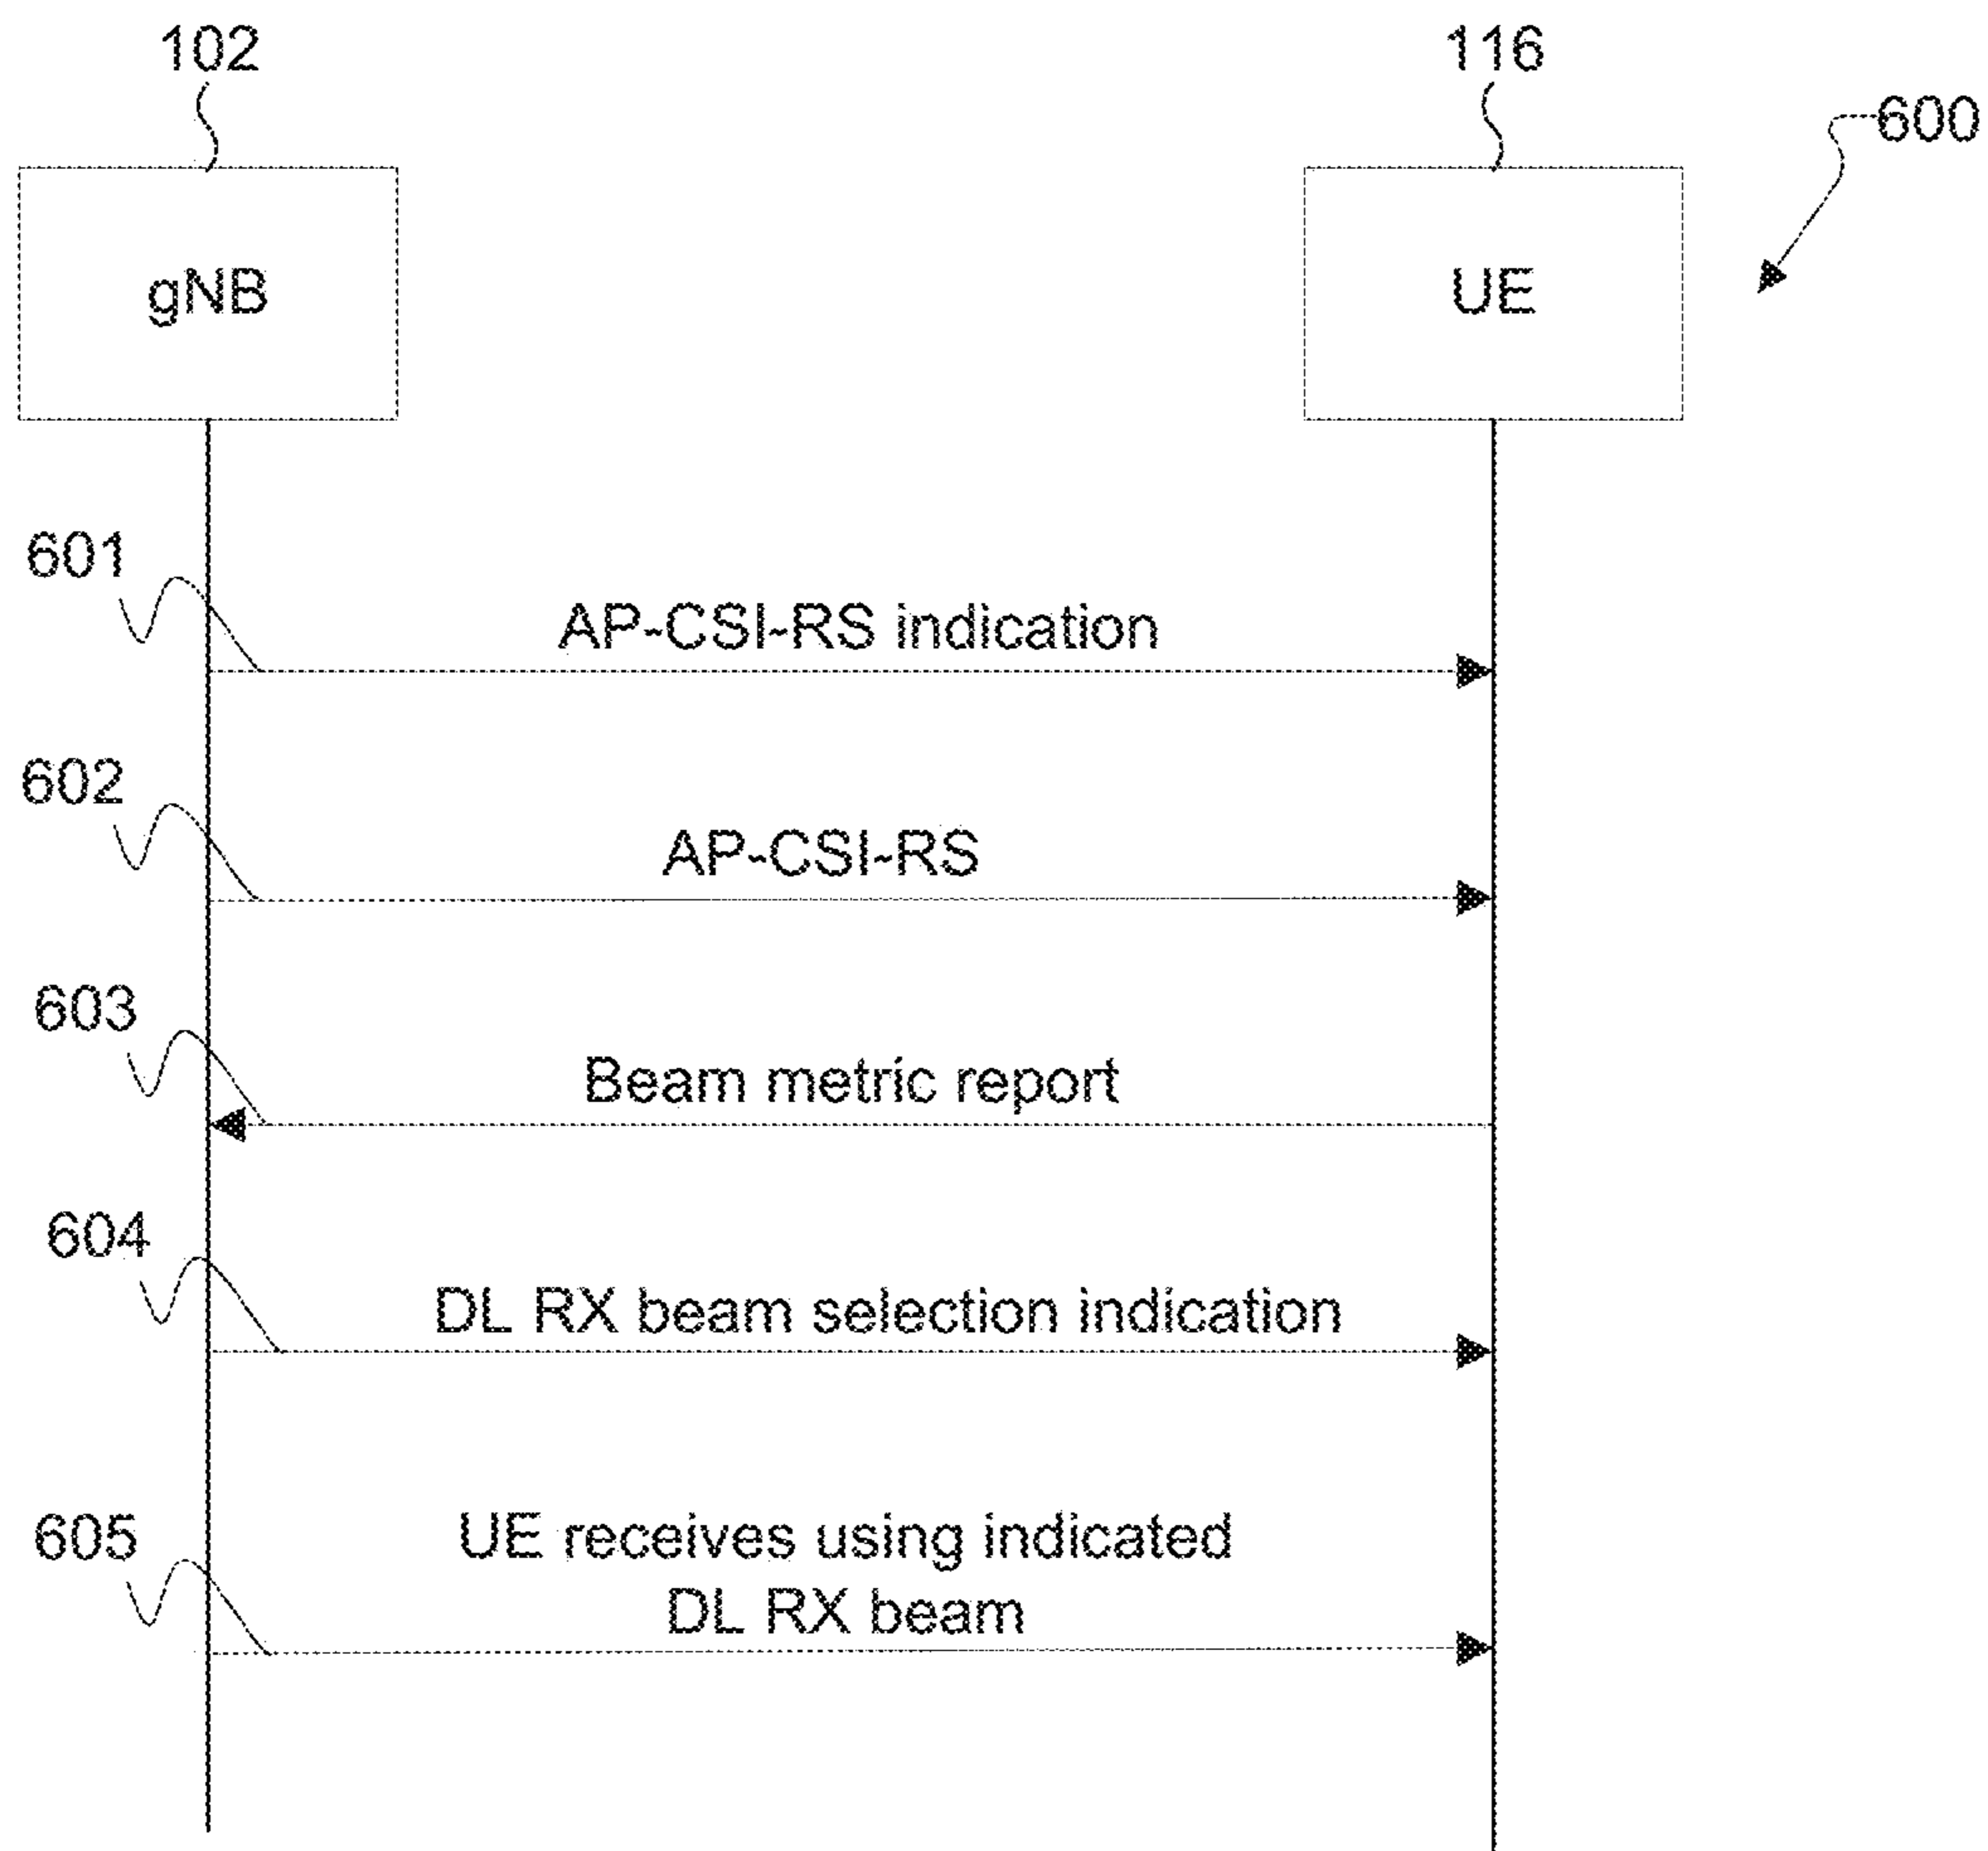 102
116
600
gNB
UE
601
AP-CSI-RS indication
602
AP-CSI-RS
603
Beam metric report
604
DL RX beam selection indication
605
UE receives using indicated
DL RX beam